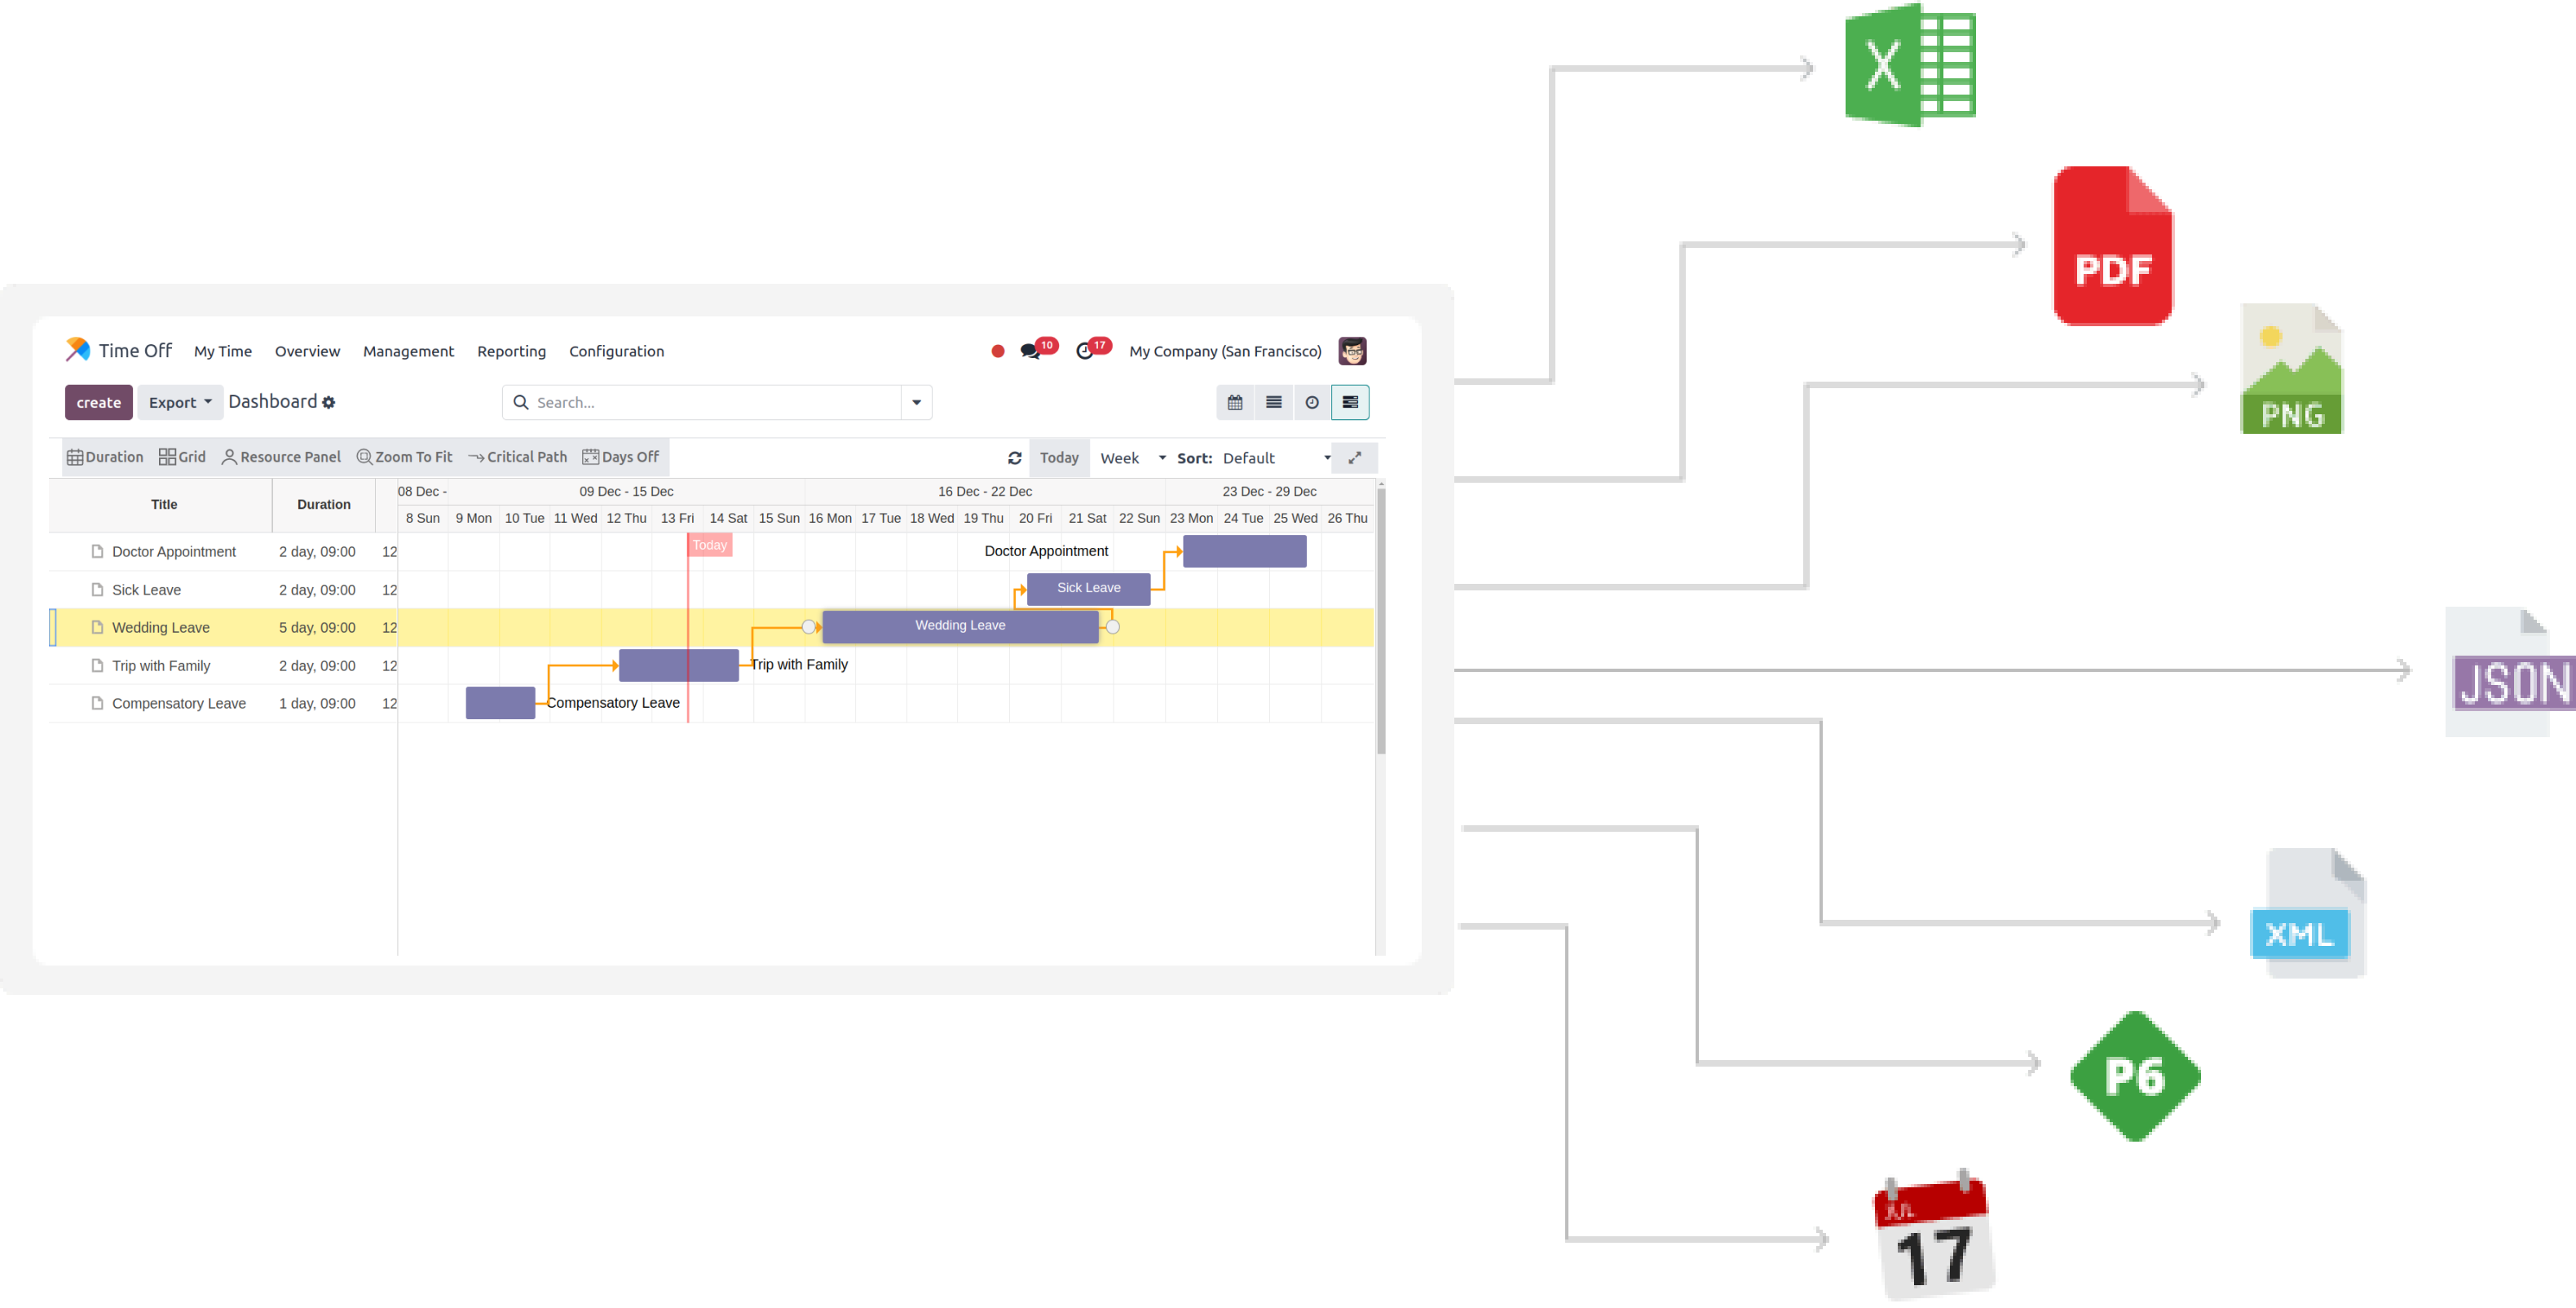 X
PDF
PNG
Time Off My Time Overview Management Reporting Configuration 10 17 My Company (San Francisco)
create Export Dashboard Search...
Duration Grid Resource Panel Zoom To Fit Critical Path Days Off Today Week Sort: Default
Title Duration 08 Dec - 09 Dec - 15 Dec 16 Dec - 22 Dec 23 Dec - 29 Dec
8 Sun 9 Mon 10 Tue 11 Wed 12 Thu 13 Fri 14 Sat 15 Sun 16 Mon 17 Tue 18 Wed 19 Thu 20 Fri 21 Sat 22 Sun 23 Mon 24 Tue 25 Wed 26 Thu
Today
Doctor Appointment 2 day, 09:00 12 Doctor Appointment
Sick Leave 2 day, 09:00 12 Sick Leave
Wedding Leave 5 day, 09:00 12 Wedding Leave
Trip with Family 2 day, 09:00 12 Trip with Family
Compensatory Leave 1 day, 09:00 12 Compensatory Leave
JSON
XML
P6
JUL
17